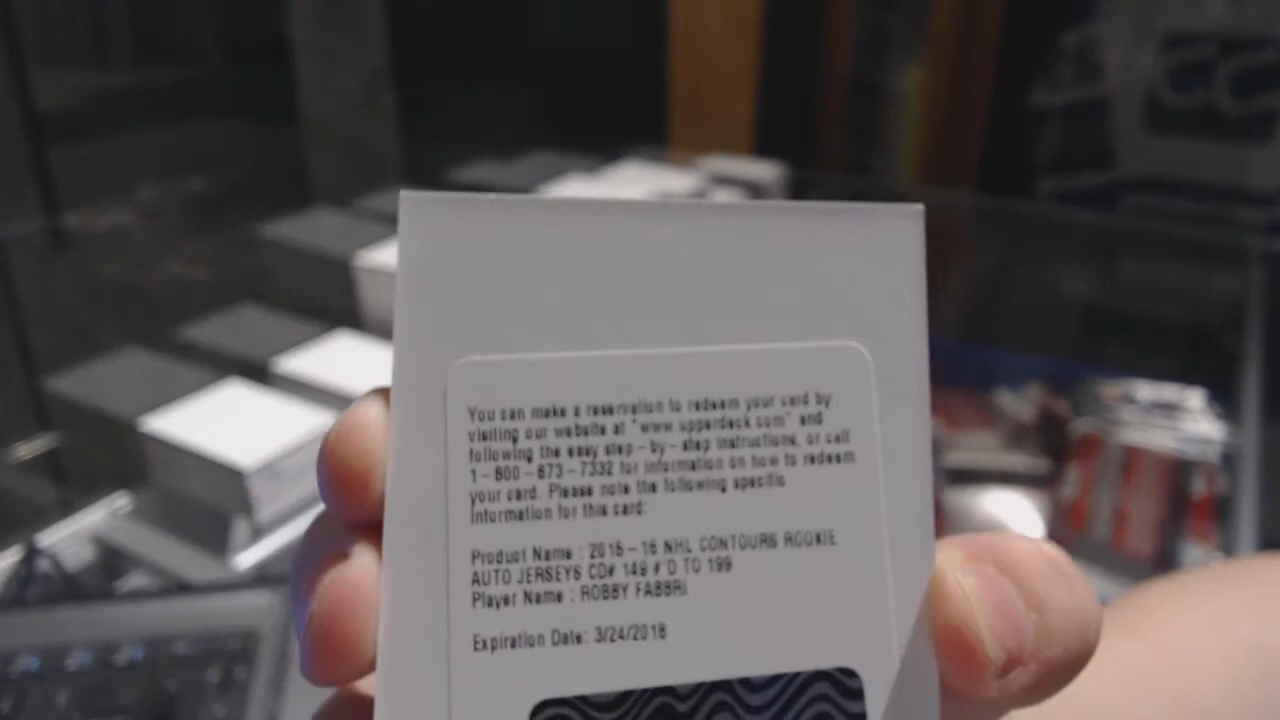 You can make a reservation to redeem your card by
visiting our website at "www.upperdeck.com" and
following the easy step-by-step instructions, or call
1-800-873-7332 for information on how to redeem
your card. Please note the following specific
information for this card:
Product Name : 2015-16 NHL CONTOURS ROOKIE
AUTO JERSEYS CD# 149 #'D TO 199
Player Name : ROBBY FABBRI
Expiration Date: 3/24/2018